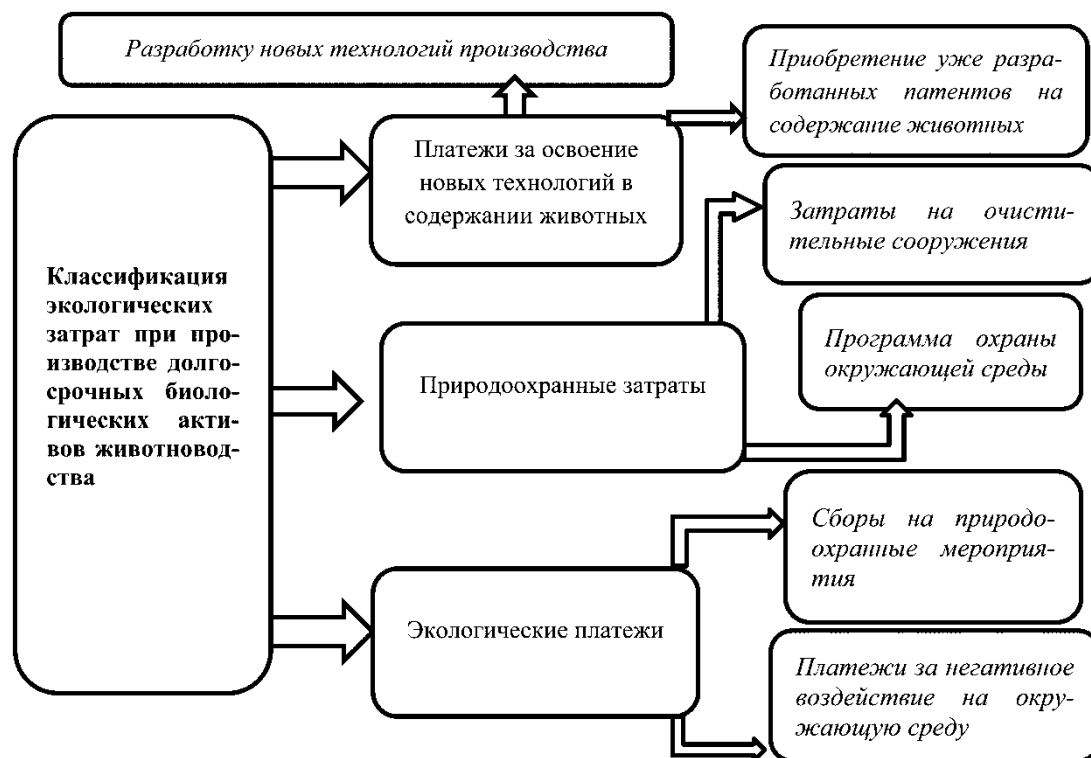 Разработку новых технологий производства
Приобретение уже разра-
ботанных патентов на
содержание животных
Платежи за освоение
новых технологий в
содержании животных
Затраты на очисти-
тельные сооружения
Классификация
экологических
затрат при про-
изводстве долго-
срочных биоло-
гических акти-
вов животновод-
ства
Программа охраны
окружающей среды
Природоохранные затраты
Сборы на природо-
охранные мероприя-
тия
Экологические платежи
Платежи за негативное
воздействие на окру-
жающую среду